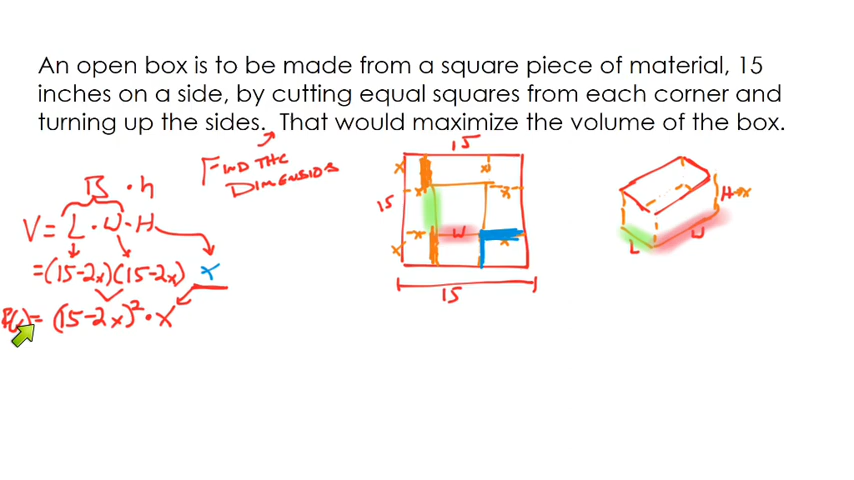 An open box is to be made from a square piece of material, 15
inches on a side, by cutting equal squares from each corner and
turning up the sides. That would maximize the volume of the box.
FIND THE
DIMENSIONS
B · h
V = L · W · H
= (15-2x)(15-2x) x
= (15-2x)² · x
15
x
x
15
x
x
x
W
x
x
15
H=x
L
W